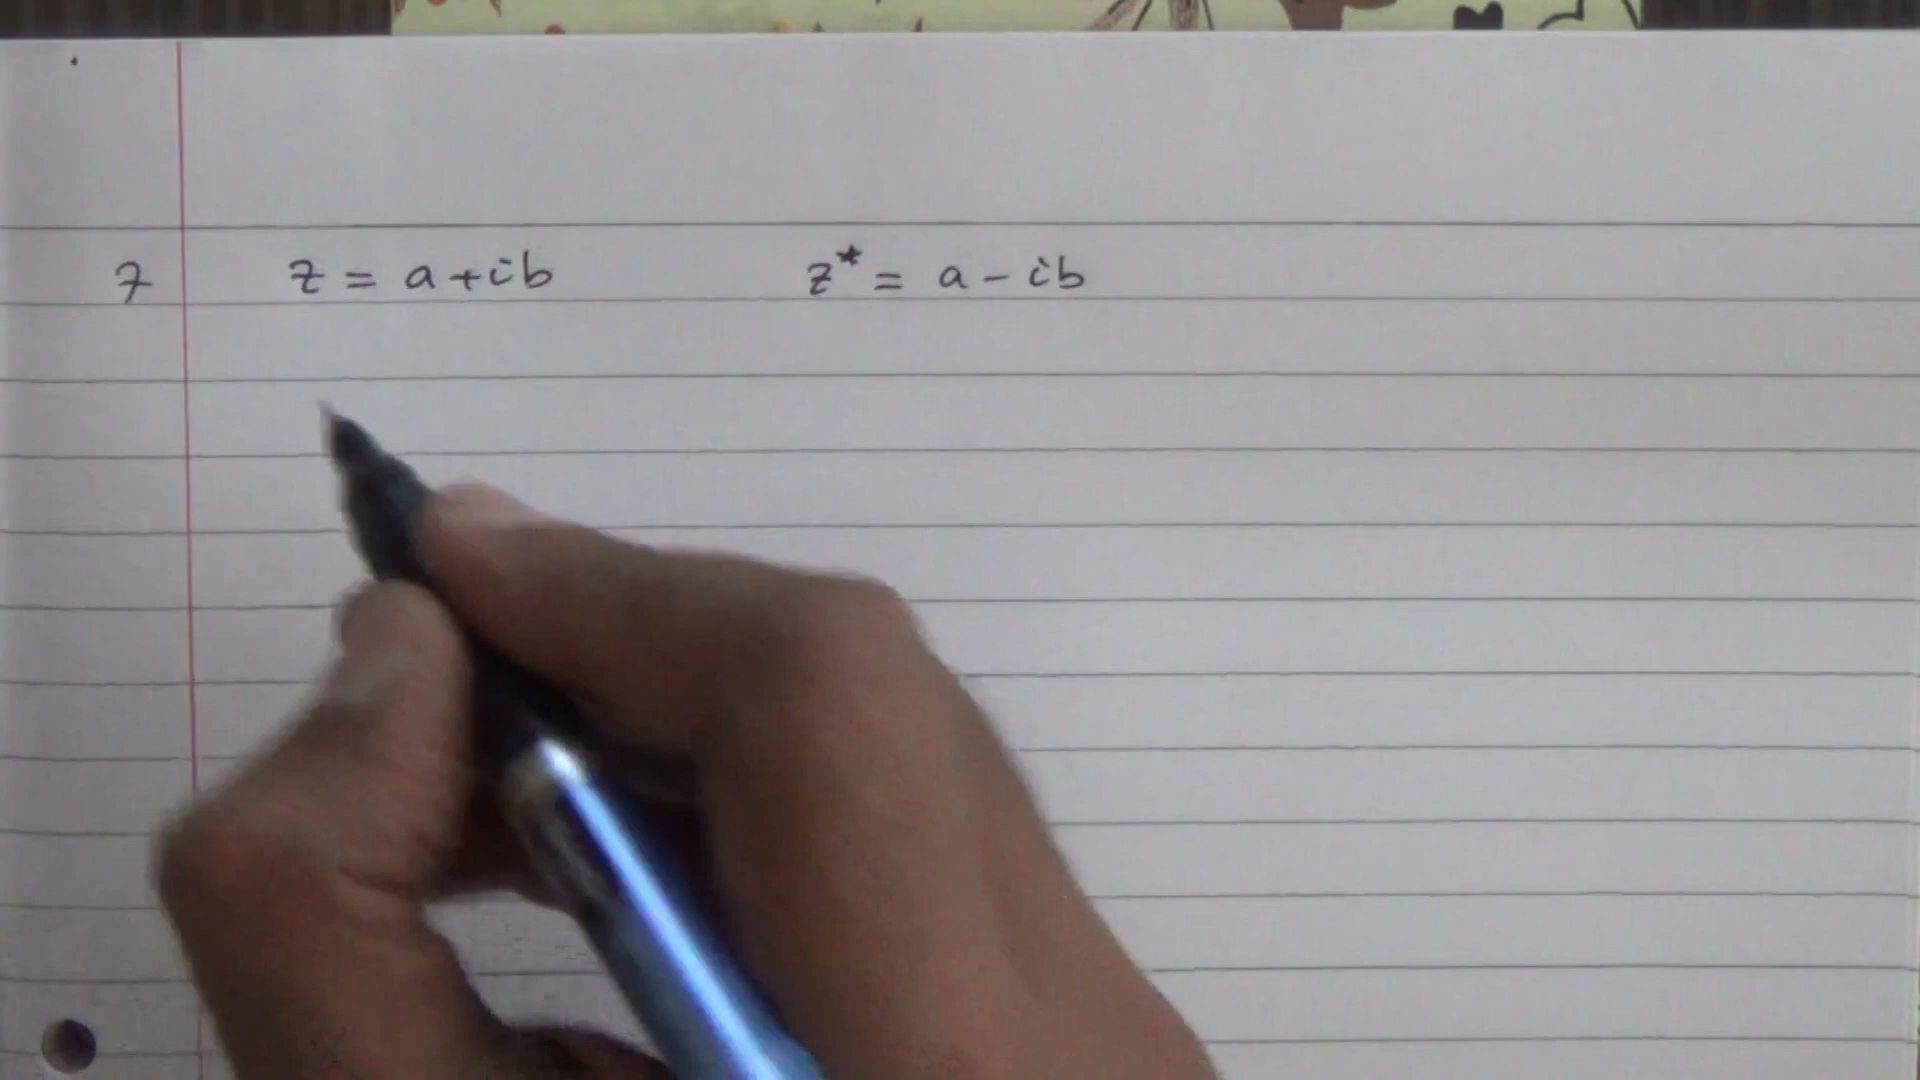 7 z = a + ib z* = a - ib